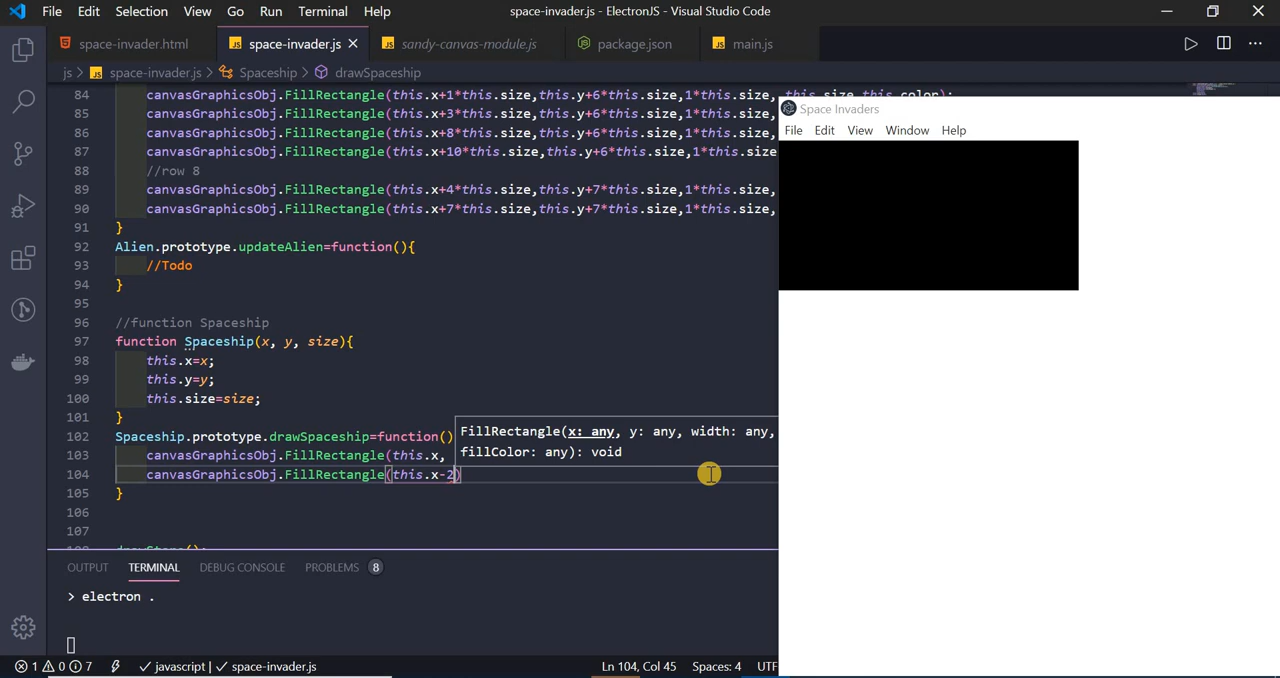 File Edit Selection View Go Run Terminal Help space-invader.js - ElectronJS - Visual Studio Code
space-invader.html space-invader.js sandy-canvas-module.js package.json main.js
js > space-invader.js > Spaceship > drawSpaceship
84 canvasGraphicsObj.FillRectangle(this.x+1*this.size,this.y+6*this.size,1*this.size,this.size,this.color);
85 canvasGraphicsObj.FillRectangle(this.x+3*this.size,this.y+6*this.size,1*this.size,
86 canvasGraphicsObj.FillRectangle(this.x+8*this.size,this.y+6*this.size,1*this.size,
87 canvasGraphicsObj.FillRectangle(this.x+10*this.size,this.y+6*this.size,1*this.size
88 //row 8
89 canvasGraphicsObj.FillRectangle(this.x+4*this.size,this.y+7*this.size,1*this.size,
90 canvasGraphicsObj.FillRectangle(this.x+7*this.size,this.y+7*this.size,1*this.size,
91 }
92 Alien.prototype.updateAlien=function(){
93 //Todo
94 }
95
96 //function Spaceship
97 function Spaceship(x, y, size){
98 this.x=x;
99 this.y=y;
100 this.size=size;
101 }
102 Spaceship.prototype.drawSpaceship=function()
103 canvasGraphicsObj.FillRectangle(this.x,
104 canvasGraphicsObj.FillRectangle(this.x-2)
105 }
106
107
FillRectangle(x: any, y: any, width: any,
fillColor: any): void
OUTPUT TERMINAL DEBUG CONSOLE PROBLEMS 8
> electron .
1 0 7 javascript | space-invader.js Ln 104, Col 45 Spaces: 4 UTF
Space Invaders
File Edit View Window Help